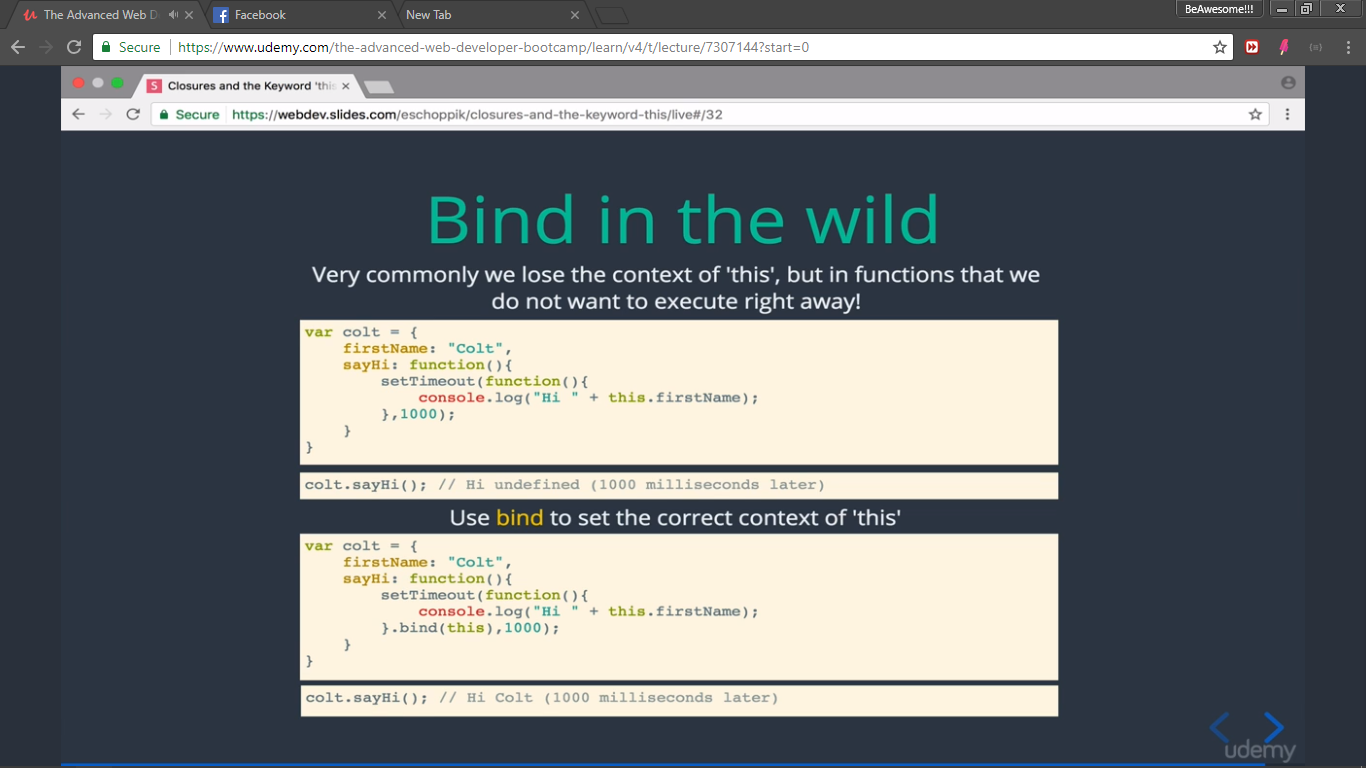 The Advanced Web D
Facebook
New Tab
BeAwesome!!!
Secure
https://www.udemy.com/the-advanced-web-developer-bootcamp/learn/v4/t/lecture/7307144?start=0
Closures and the Keyword 'this
Secure
https://webdev.slides.com/eschoppik/closures-and-the-keyword-this/live#/32
Bind in the wild
Very commonly we lose the context of 'this', but in functions that we
do not want to execute right away!
var colt = {
    firstName: "Colt",
    sayHi: function(){
        setTimeout(function(){
            console.log("Hi " + this.firstName);
        },1000);
    }
}
colt.sayHi(); // Hi undefined (1000 milliseconds later)
Use bind to set the correct context of 'this'
var colt = {
    firstName: "Colt",
    sayHi: function(){
        setTimeout(function(){
            console.log("Hi " + this.firstName);
        }.bind(this),1000);
    }
}
colt.sayHi(); // Hi Colt (1000 milliseconds later)
udemy